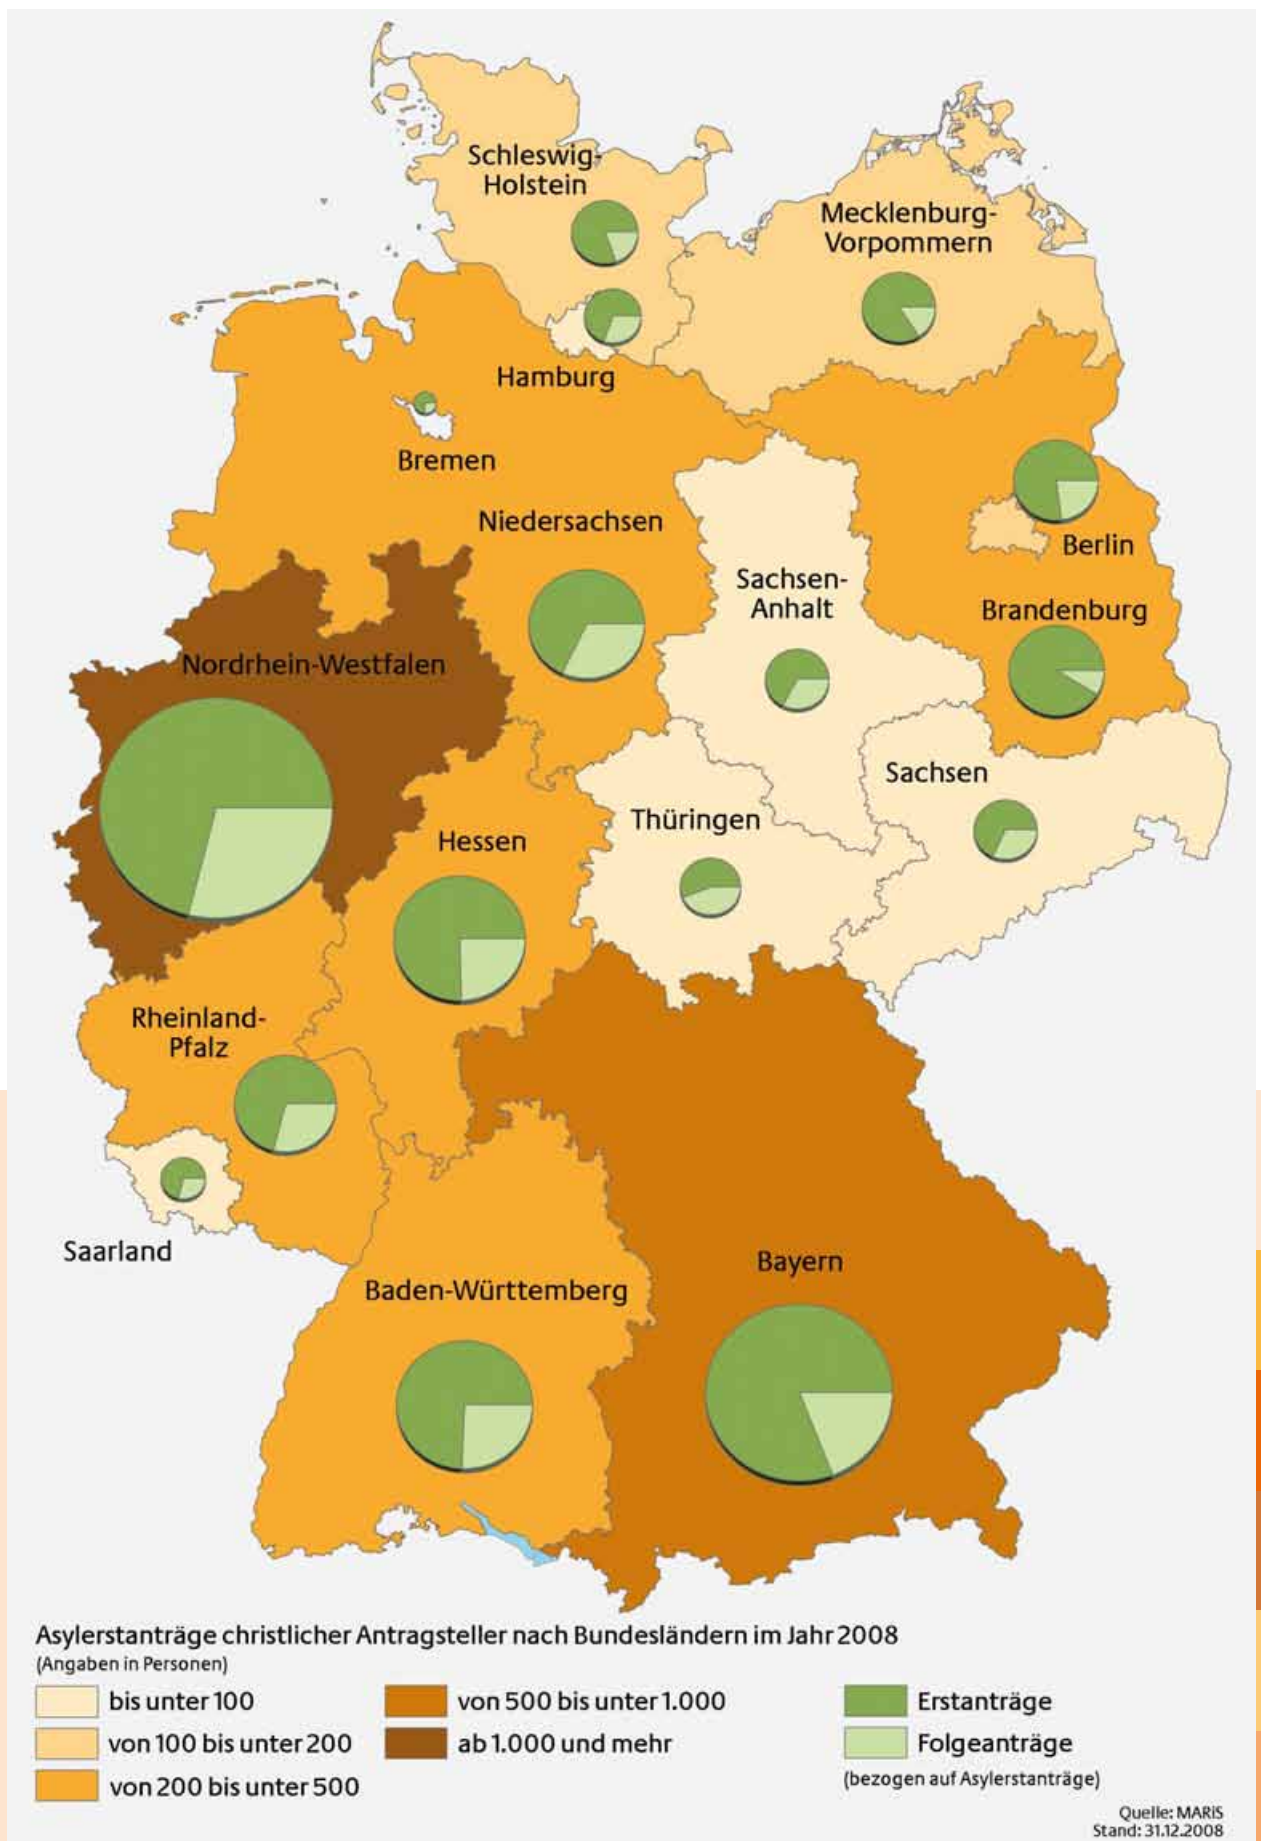 Schleswig-
Holstein
Mecklenburg-
Vorpommern
Hamburg
Bremen
Niedersachsen
Berlin
Sachsen-
Anhalt
Brandenburg
Nordrhein-Westfalen
Sachsen
Thüringen
Hessen
Rheinland-
Pfalz
Saarland
Bayern
Baden-Württemberg
Asylerstanträge christlicher Antragsteller nach Bundesländern im Jahr 2008
(Angaben in Personen)
bis unter 100
von 100 bis unter 200
von 200 bis unter 500
von 500 bis unter 1.000
ab 1.000 und mehr
Erstanträge
Folgeanträge
(bezogen auf Asylerstanträge)
Quelle: MARiS
Stand: 31.12.2008